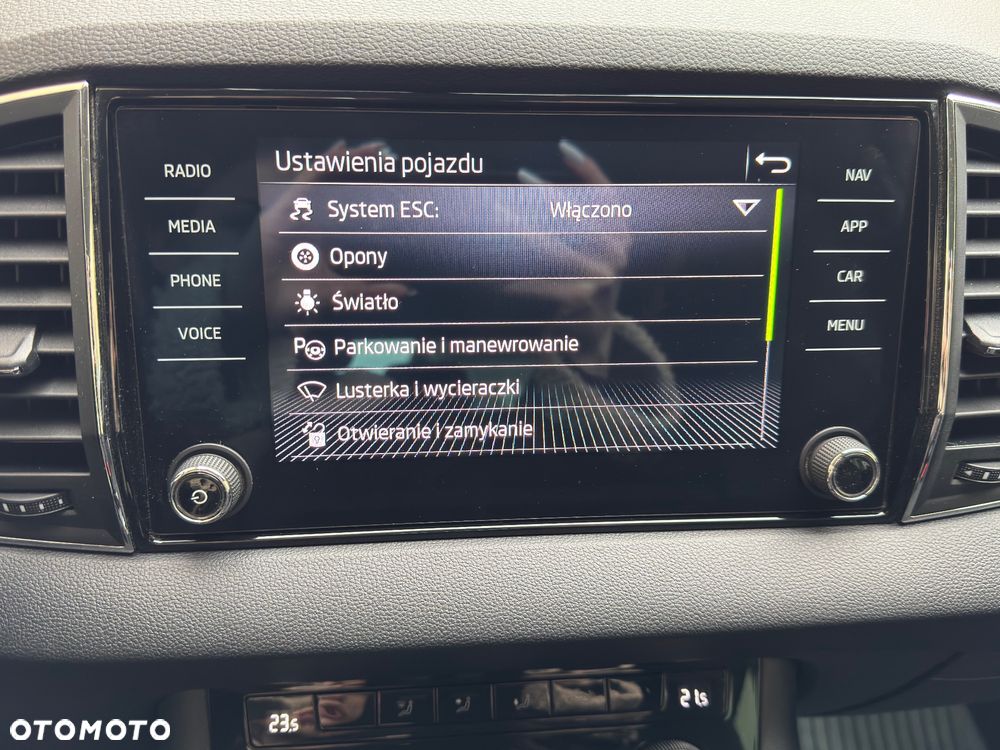 Ustawienia pojazdu
RADIO
MEDIA
PHONE
VOICE
System ESC: Włączono
Opony
Światło
P Parkowanie i manewrowanie
Lusterka i wycieraczki
Otwieranie i zamykanie
NAV
APP
CAR
MENU
23.5
21.5
OTOMOTO